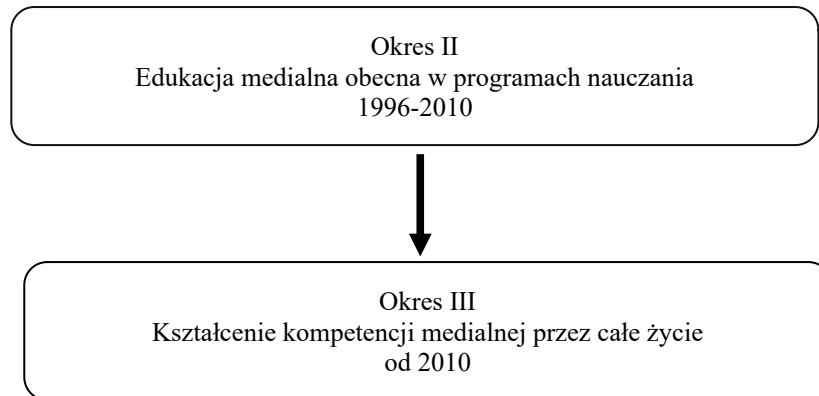 Okres II
Edukacja medialna obecna w programach nauczania
1996-2010
Okres III
Kształcenie kompetencji medialnej przez całe życie
od 2010